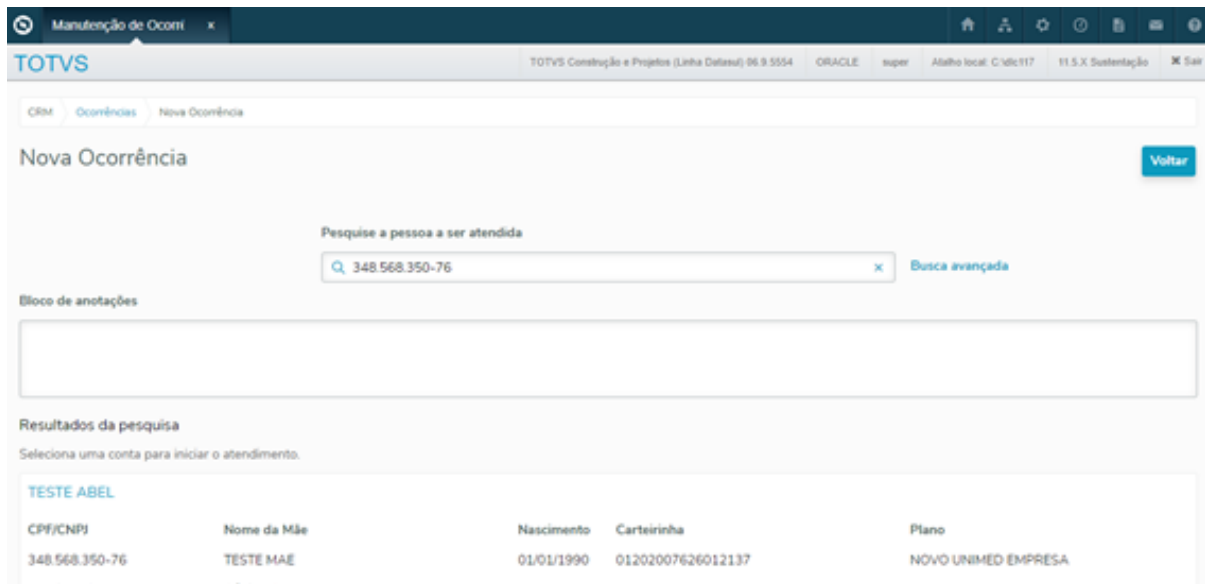 Manutenção de Ocorrí x
TOTVS
TOTVS Construção e Projetos (Linha Datasul) 06.9.5554 ORACLE super Atalho local: C:\dlc117 11.5.X Sustentação X Sair
CRM Ocorrências Nova Ocorrência
Nova Ocorrência
Voltar
Pesquise a pessoa a ser atendida
348.568.350-76 x Busca avançada
Bloco de anotações
Resultados da pesquisa
Seleciona uma conta para iniciar o atendimento.
TESTE ABEL
CPF/CNPJ Nome da Mãe Nascimento Carteirinha Plano
348.568.350-76 TESTE MAE 01/01/1990 01202007626012137 NOVO UNIMED EMPRESA